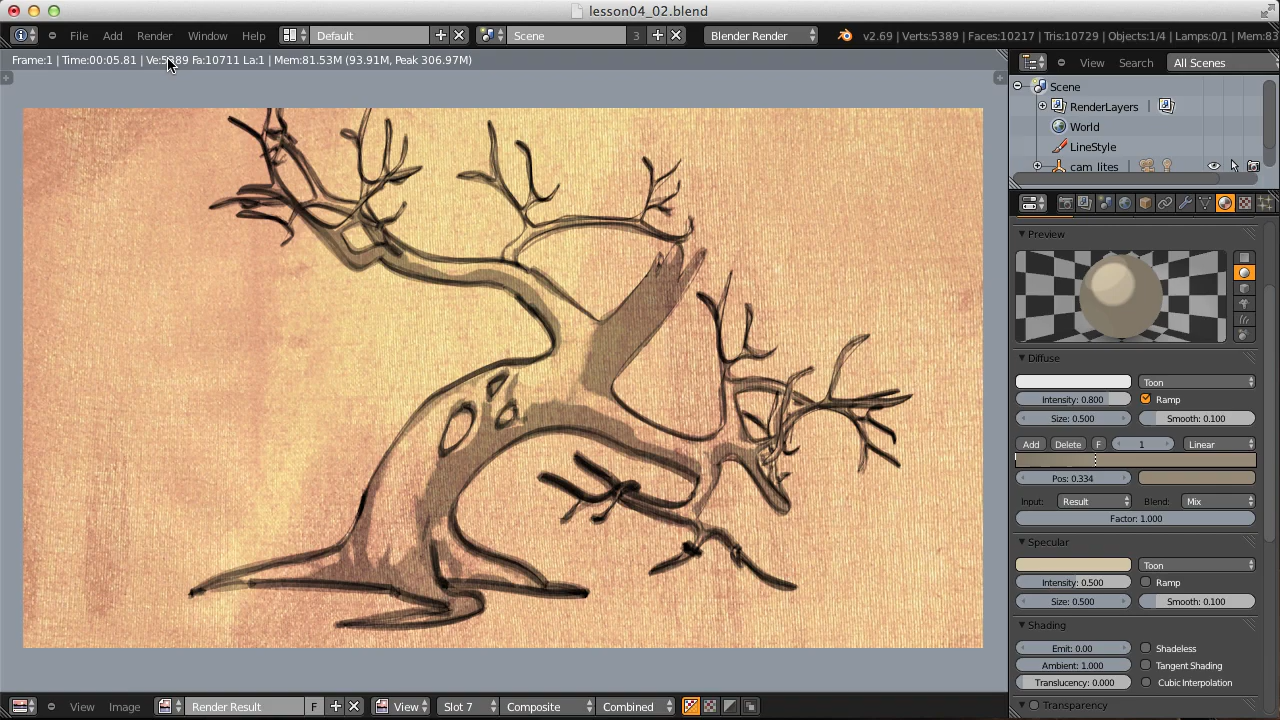 lesson04_02.blend
File Add Render Window Help Default Scene 3 Blender Render v2.69 | Verts:5389 | Faces:10217 | Tris:10729 | Objects:1/4 | Lamps:0/1 | Mem:83
Frame:1 | Time:00:05.81 | Ve:5389 Fa:10711 La:1 | Mem:81.53M (93.91M, Peak 306.97M)
View Search All Scenes
Scene
RenderLayers
World
LineStyle
cam_lites
Preview
Diffuse
Toon
Intensity: 0.800 Ramp
Size: 0.500 Smooth: 0.100
Add Delete F 1 Linear
Pos: 0.334
Input: Result Blend: Mix
Factor: 1.000
Specular
Toon
Intensity: 0.500 Ramp
Size: 0.500 Smooth: 0.100
Shading
Emit: 0.00 Shadeless
Ambient: 1.000 Tangent Shading
Translucency: 0.000 Cubic Interpolation
Transparency
View Image Render Result F View Slot 7 Composite Combined